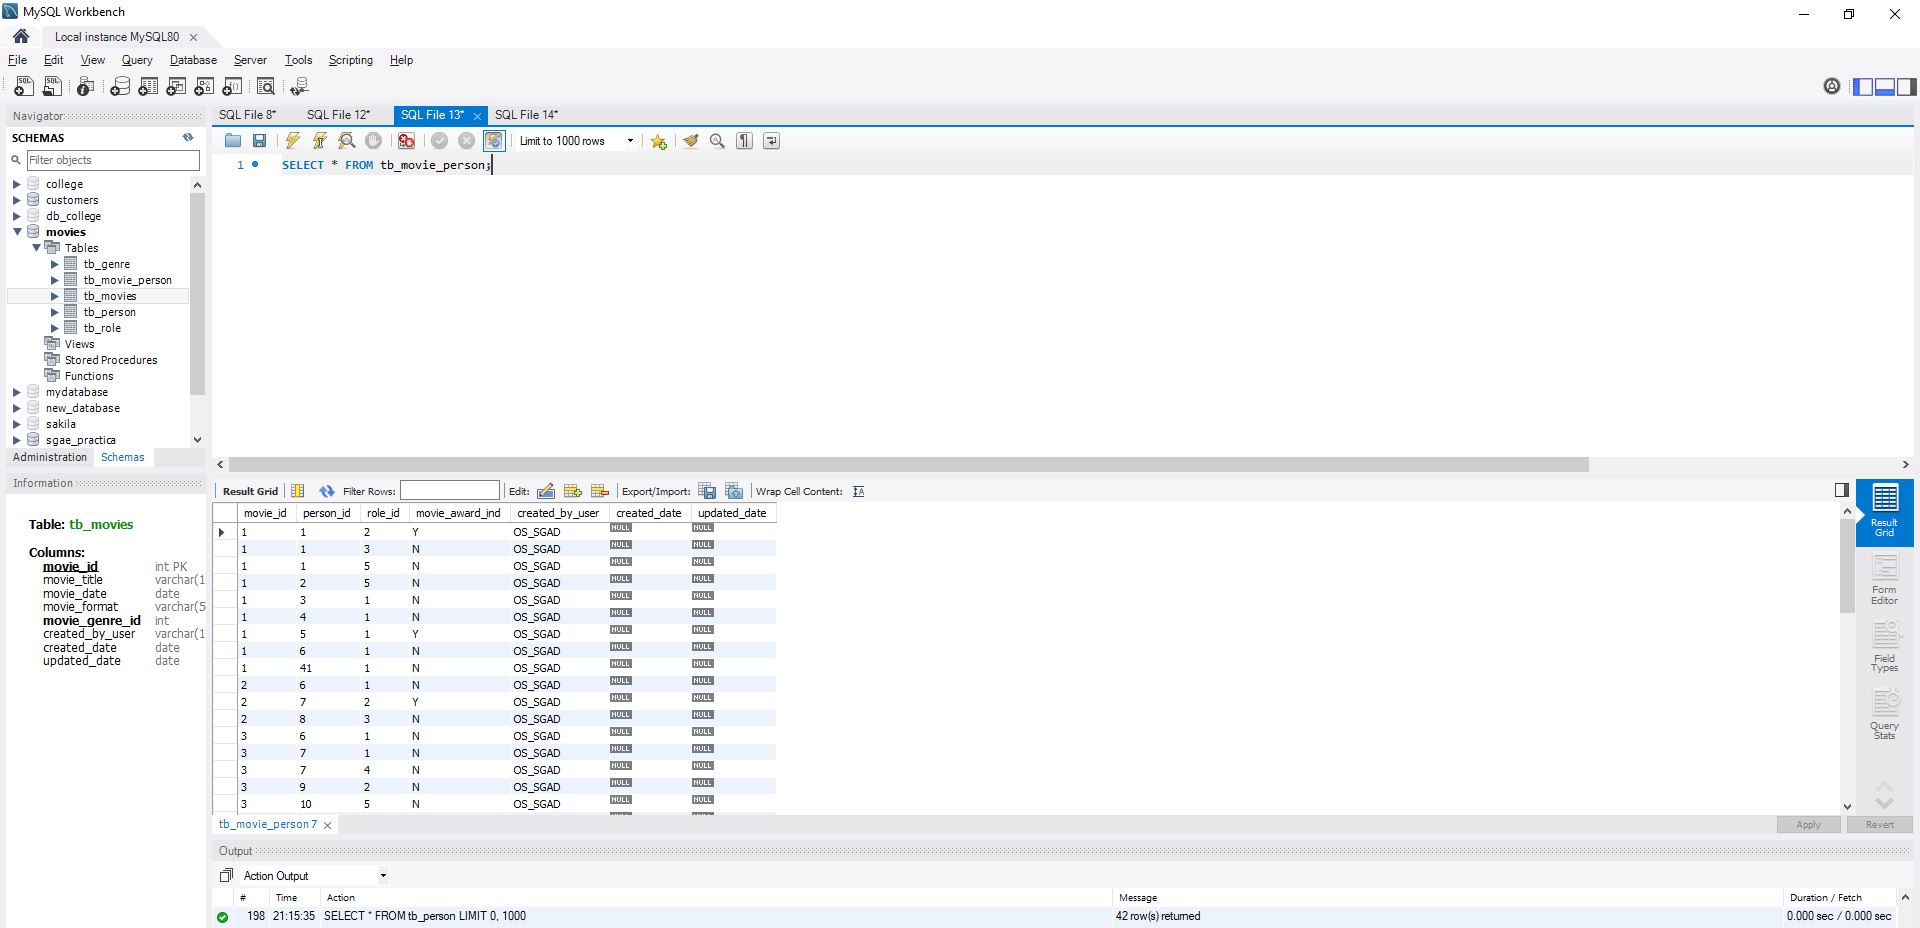 MySQL Workbench
Local instance MySQL80
File Edit View Query Database Server Tools Scripting Help
Navigator
SCHEMAS
Filter objects
college
customers
db_college
movies
Tables
tb_genre
tb_movie_person
tb_movies
tb_person
tb_role
Views
Stored Procedures
Functions
mydatabase
new_database
sakila
sgae_practica
Administration Schemas
Information
Table: tb_movies
Columns:
movie_id int PK
movie_title varchar(1
movie_date date
movie_format varchar(5
movie_genre_id int
created_by_user varchar(1
created_date date
updated_date date
SQL File 8* SQL File 12* SQL File 13* SQL File 14*
Limit to 1000 rows
1 SELECT * FROM tb_movie_person;
Result Grid Filter Rows: Edit: Export/Import: Wrap Cell Content:
movie_id person_id role_id movie_award_ind created_by_user created_date updated_date
1 1 2 Y OS_SGAD NULL NULL
1 1 3 N OS_SGAD NULL NULL
1 1 5 N OS_SGAD NULL NULL
1 2 5 N OS_SGAD NULL NULL
1 3 1 N OS_SGAD NULL NULL
1 4 1 N OS_SGAD NULL NULL
1 5 1 Y OS_SGAD NULL NULL
1 6 1 N OS_SGAD NULL NULL
1 41 1 N OS_SGAD NULL NULL
2 6 1 N OS_SGAD NULL NULL
2 7 2 Y OS_SGAD NULL NULL
2 8 3 N OS_SGAD NULL NULL
3 6 1 N OS_SGAD NULL NULL
3 7 1 N OS_SGAD NULL NULL
3 7 4 N OS_SGAD NULL NULL
3 9 2 N OS_SGAD NULL NULL
3 10 5 N OS_SGAD NULL NULL
Result
Grid
Form
Editor
Field
Types
Query
Stats
tb_movie_person 7
Apply Revert
Output
Action Output
# Time Action Message Duration / Fetch
198 21:15:35 SELECT * FROM tb_person LIMIT 0, 1000 42 row(s) returned 0.000 sec / 0.000 sec